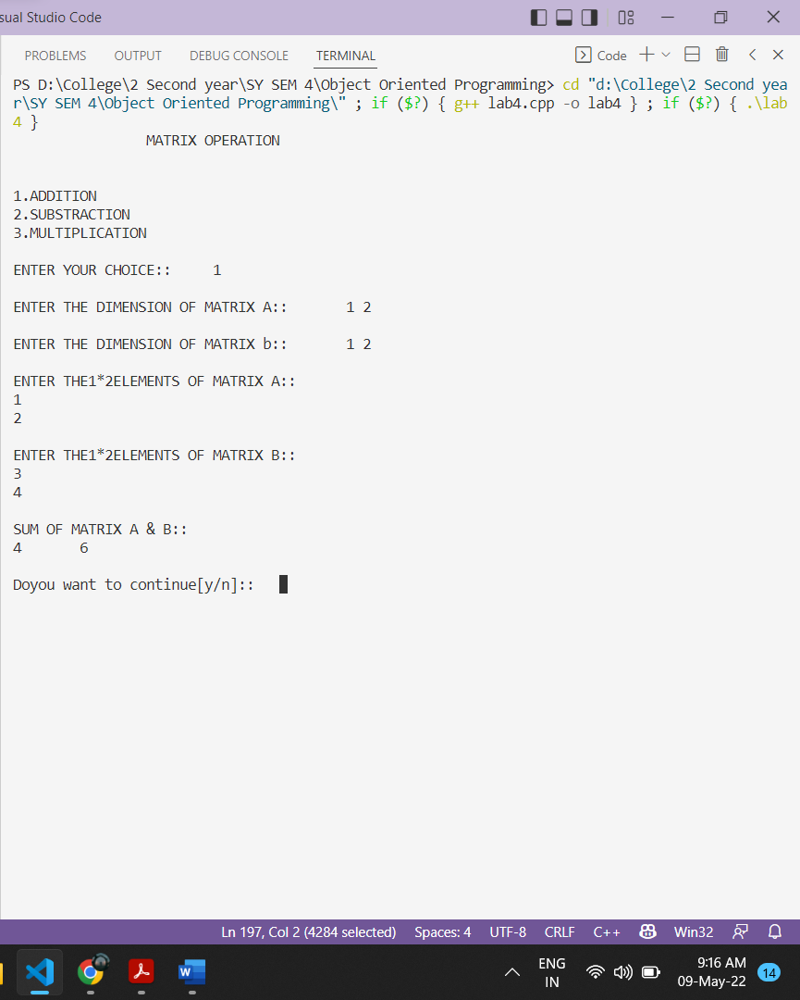 sual Studio Code
PROBLEMS OUTPUT DEBUG CONSOLE TERMINAL Code
PS D:\College\2 Second year\SY SEM 4\Object Oriented Programming> cd "d:\College\2 Second yea
r\SY SEM 4\Object Oriented Programming\" ; if ($?) { g++ lab4.cpp -o lab4 } ; if ($?) { .\lab
4 }
MATRIX OPERATION
1.ADDITION
2.SUBSTRACTION
3.MULTIPLICATION
ENTER YOUR CHOICE:: 1
ENTER THE DIMENSION OF MATRIX A:: 1 2
ENTER THE DIMENSION OF MATRIX b:: 1 2
ENTER THE1*2ELEMENTS OF MATRIX A::
1
2
ENTER THE1*2ELEMENTS OF MATRIX B::
3
4
SUM OF MATRIX A & B::
4 6
Doyou want to continue[y/n]::
Ln 197, Col 2 (4284 selected) Spaces: 4 UTF-8 CRLF C++ Win32
ENG
IN
9:16 AM
09-May-22
14